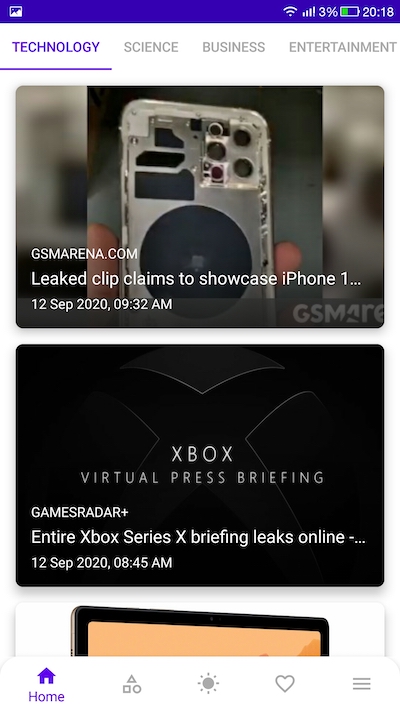 3% 20:18
TECHNOLOGY SCIENCE BUSINESS ENTERTAINMENT
GSMARENA.COM
Leaked clip claims to showcase iPhone 1...
12 Sep 2020, 09:32 AM
GSMare
XBOX
VIRTUAL PRESS BRIEFING
GAMESRADAR+
Entire Xbox Series X briefing leaks online -...
12 Sep 2020, 08:45 AM
Home